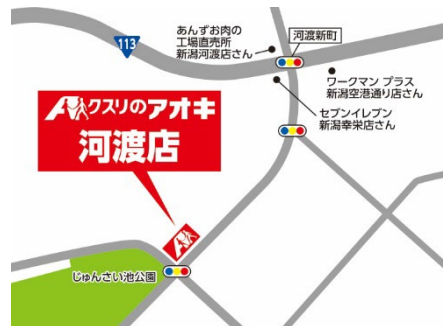 あんずお肉の
工場直売所
新潟河渡店さん
河渡新町
113
ワークマン プラス
新潟空港通り店さん
セブンイレブン
新潟幸栄店さん
クスリのアオキ
河渡店
じゅんさい池公園